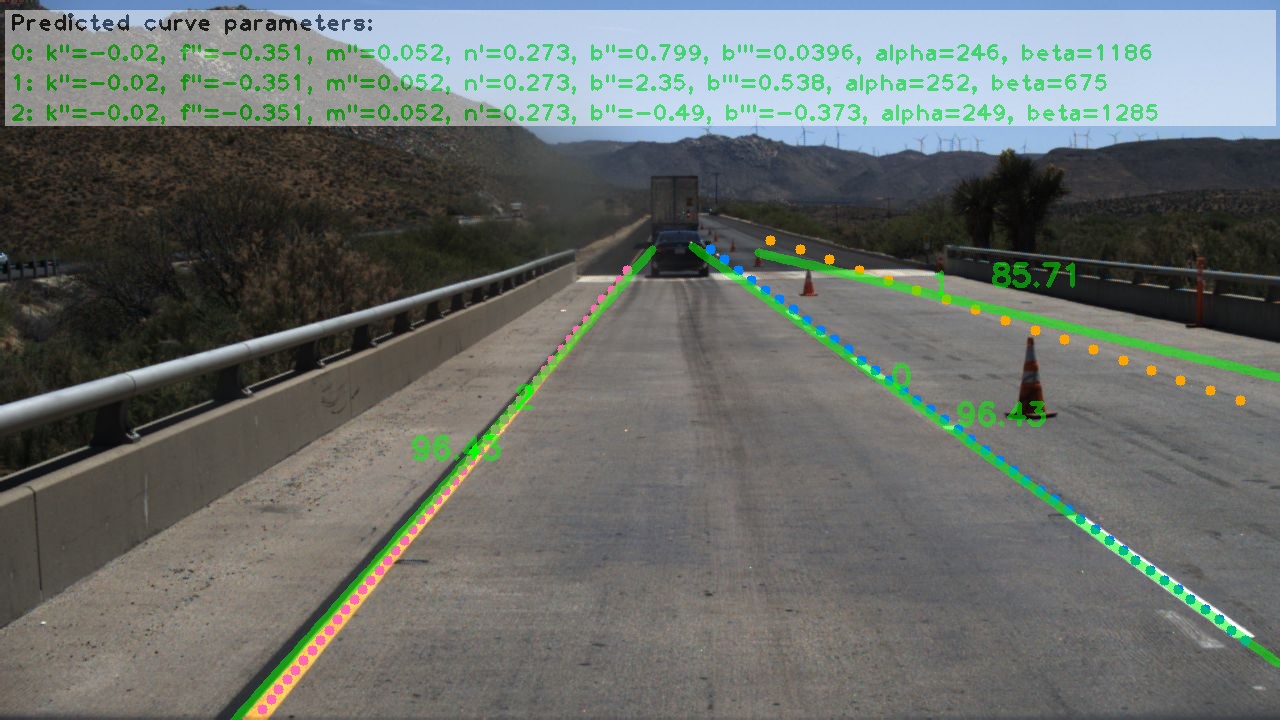 Predicted curve parameters:
0: k''=-0.02, f''=-0.351, m''=0.052, n'=0.273, b''=0.799, b'''=0.0396, alpha=246, beta=1186
1: k''=-0.02, f''=-0.351, m''=0.052, n'=0.273, b''=2.35, b'''=0.538, alpha=252, beta=675
2: k''=-0.02, f''=-0.351, m''=0.052, n'=0.273, b''=-0.49, b'''=-0.373, alpha=249, beta=1285
1
85.71
0
96.43
2